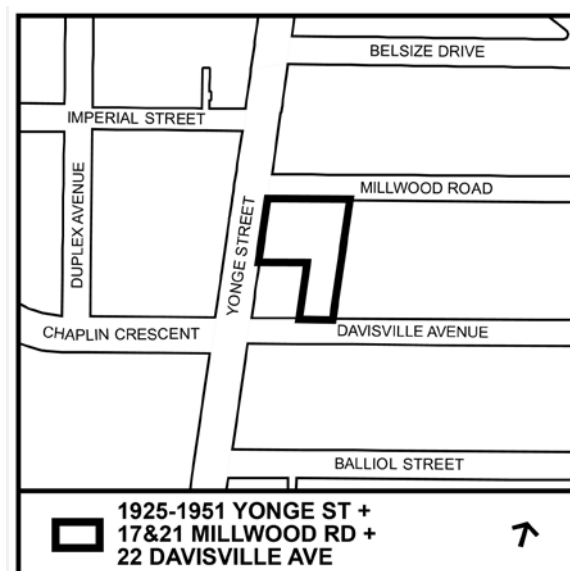 BELSIZE DRIVE
IMPERIAL STREET
MILLWOOD ROAD
DUPLEX AVENUE
YONGE STREET
CHAPLIN CRESCENT
DAVISVILLE AVENUE
BALLIOL STREET
1925-1951 YONGE ST +
17&21 MILLWOOD RD +
22 DAVISVILLE AVE